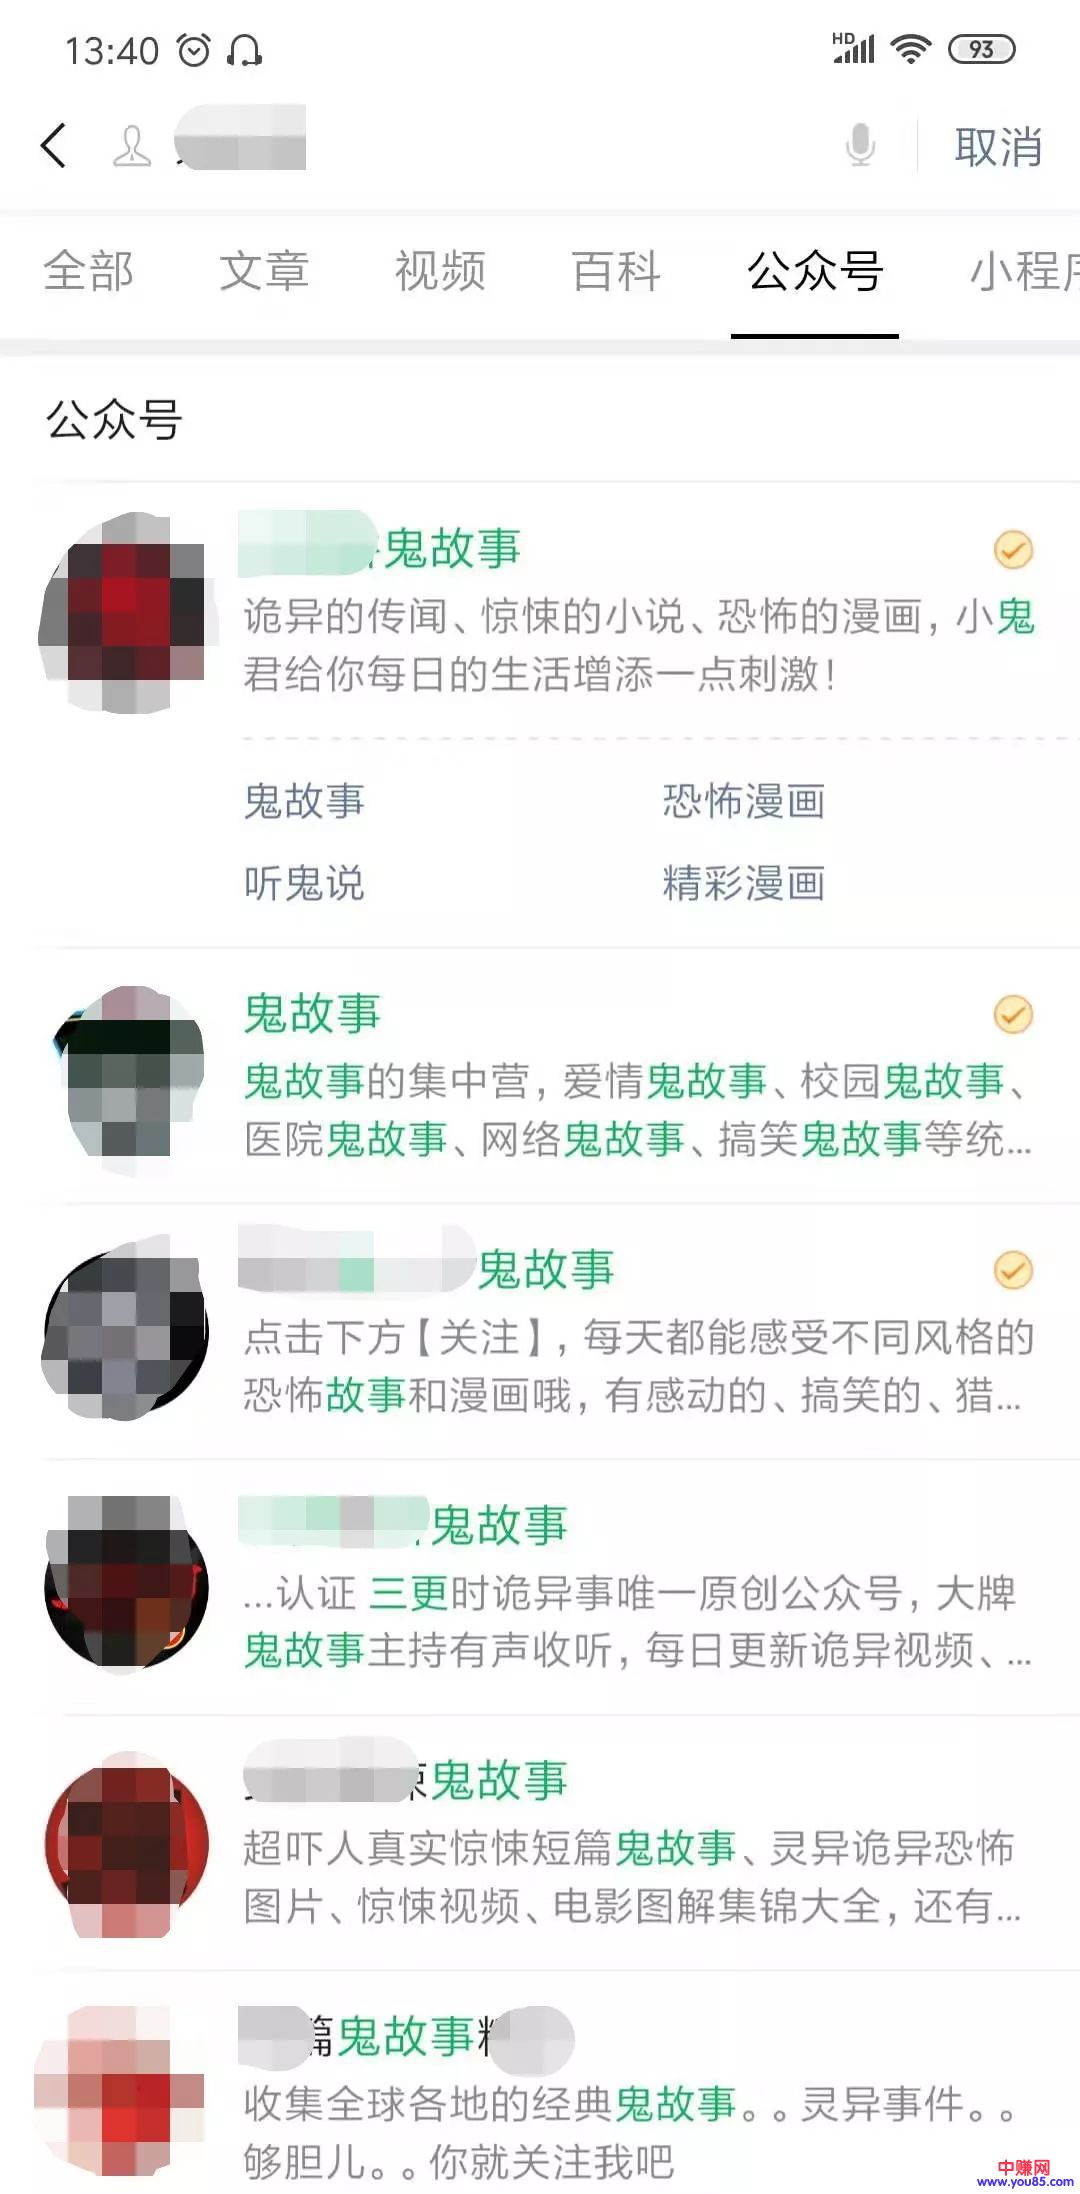 13:40
HD
93
取消
全部 文章 视频 百科 公众号 小程序
公众号
鬼故事
诡异的传闻、惊悚的小说、恐怖的漫画，小鬼
君给你每日的生活增添一点刺激！
鬼故事 恐怖漫画
听鬼说 精彩漫画
鬼故事
鬼故事的集中营，爱情鬼故事、校园鬼故事、
医院鬼故事、网络鬼故事、搞笑鬼故事等统...
鬼故事
点击下方【关注】，每天都能感受不同风格的
恐怖故事和漫画哦，有感动的、搞笑的、猎...
鬼故事
...认证 三更时诡异事唯一原创公众号，大牌
鬼故事主持有声收听，每日更新诡异视频、...
鬼故事
超吓人真实惊悚短篇鬼故事、灵异诡异恐怖
图片、惊悚视频、电影图解集锦大全，还有...
篇鬼故事
收集全球各地的经典鬼故事。。灵异事件。。
够胆儿。。你就关注我吧
中赚网
www.you85.com